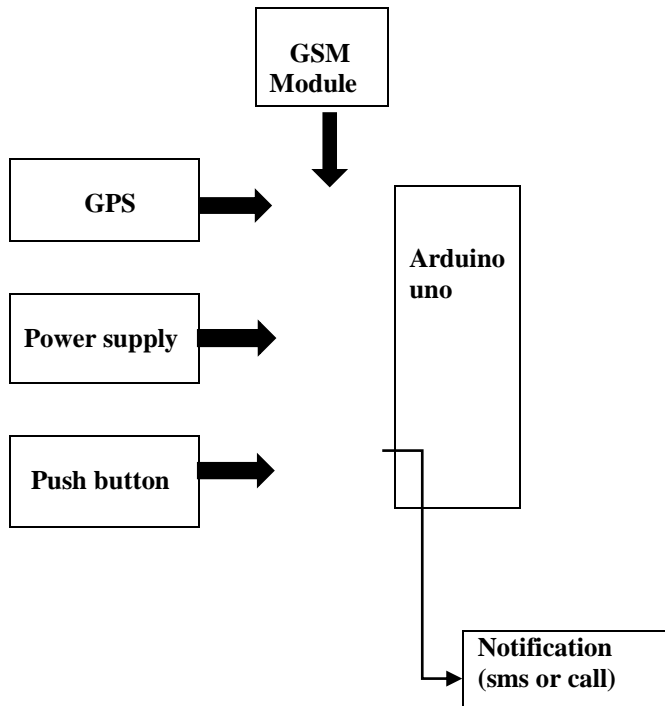 GSM
Module
GPS
Arduino
uno
Power supply
Push button
Notification
(sms or call)